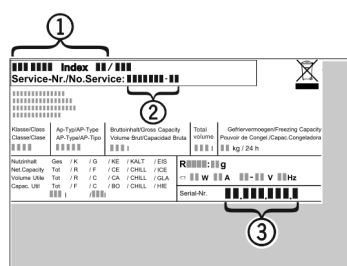 ①
Index /
Service-Nr./No.Service: -
②
Klasse/Class Ap-Typ/AP-Type Bruttoinhalt/Gross Capacity Total Gefriervermoegen/Freezing Capacity
Classe/Clase AP-Type/AP-Tipo Volume Brut/Capacidad Bruta volume Pouvoir de Congel./Capac.Congeladora
l l kg / 24 h
Nutzinhalt Ges / K / G / KE / KALT / EIS R : g
Net.Capacity Tot / R / F / CE / CHILL / ICE
Volume Utile Tot / R / C / CA / CHILL / GLA W A - V Hz
Capac. Util Tot / F / C / BO / CHILL / HIE
l / l Serial-Nr. . . .
③